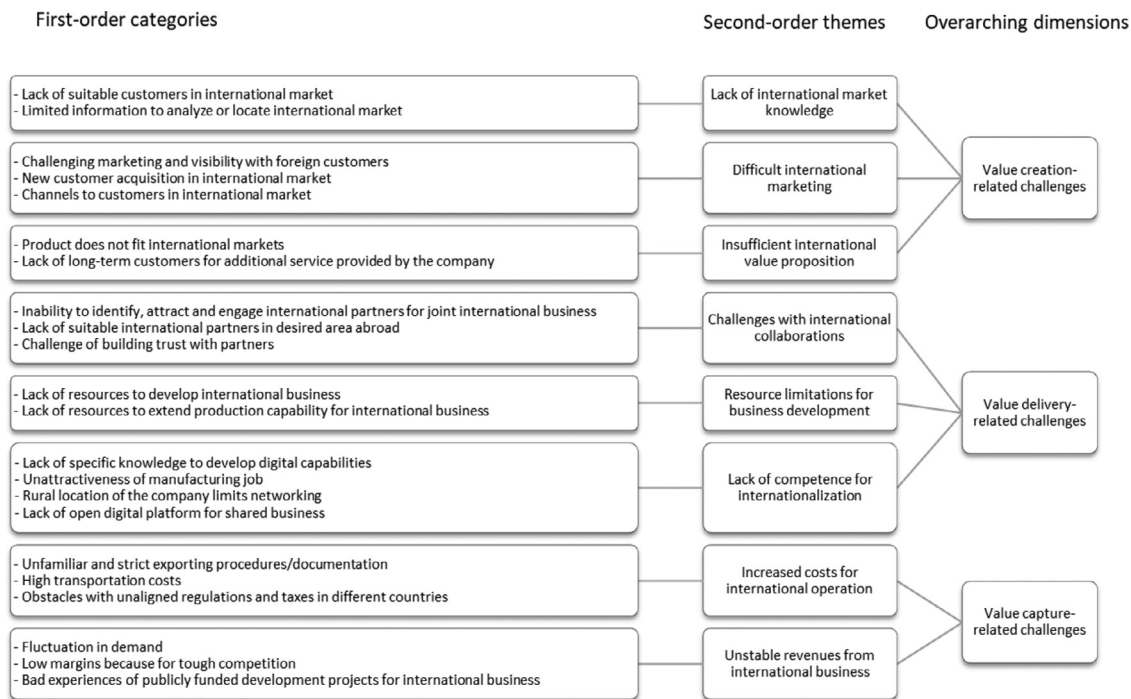 First-order categories
Second-order themes
Overarching dimensions
- Lack of suitable customers in international market
- Limited information to analyze or locate international market
Lack of international market
knowledge
- Challenging marketing and visibility with foreign customers
- New customer acquisition in international market
- Channels to customers in international market
Difficult international
marketing
Value creation-
related challenges
- Product does not fit international markets
- Lack of long-term customers for additional service provided by the company
Insufficient international
value proposition
- Inability to identify, attract and engage international partners for joint international business
- Lack of suitable international partners in desired area abroad
- Challenge of building trust with partners
Challenges with international
collaborations
- Lack of resources to develop international business
- Lack of resources to extend production capability for international business
Resource limitations for
business development
Value delivery-
related challenges
- Lack of specific knowledge to develop digital capabilities
- Unattractiveness of manufacturing job
- Rural location of the company limits networking
- Lack of open digital platform for shared business
Lack of competence for
internationalization
- Unfamiliar and strict exporting procedures/documentation
- High transportation costs
- Obstacles with unaligned regulations and taxes in different countries
Increased costs for
international operation
Value capture-
related challenges
- Fluctuation in demand
- Low margins because for tough competition
- Bad experiences of publicly funded development projects for international business
Unstable revenues from
international business